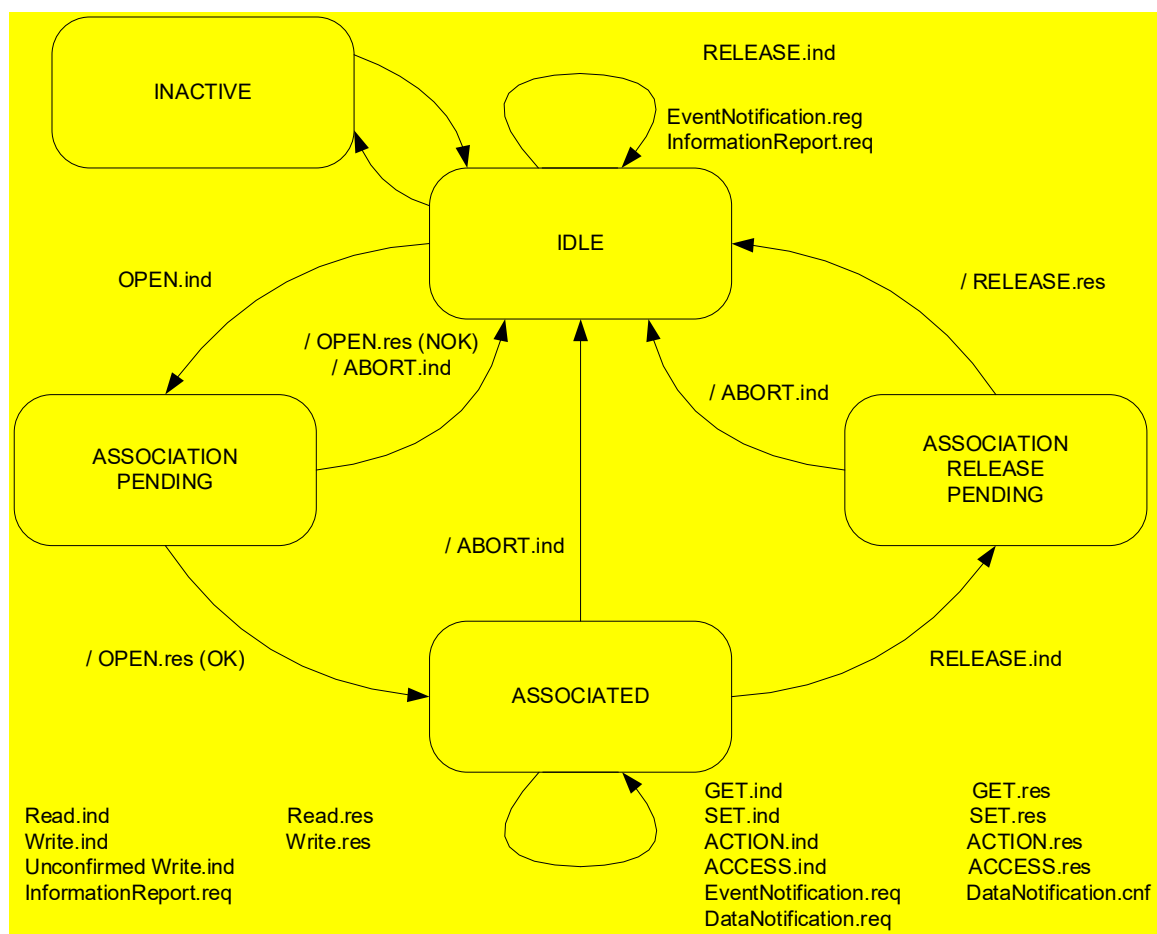 RELEASE.ind
INACTIVE
EventNotification.reg
InformationReport.req
IDLE
OPEN.ind
/ RELEASE.res
/ OPEN.res (NOK)
/ ABORT.ind
/ ABORT.ind
ASSOCIATION
PENDING
ASSOCIATION
RELEASE
PENDING
/ ABORT.ind
/ OPEN.res (OK)
RELEASE.ind
ASSOCIATED
Read.ind
Write.ind
Unconfirmed Write.ind
InformationReport.req
Read.res
Write.res
GET.ind
SET.ind
ACTION.ind
ACCESS.ind
EventNotification.req
DataNotification.req
GET.res
SET.res
ACTION.res
ACCESS.res
DataNotification.cnf